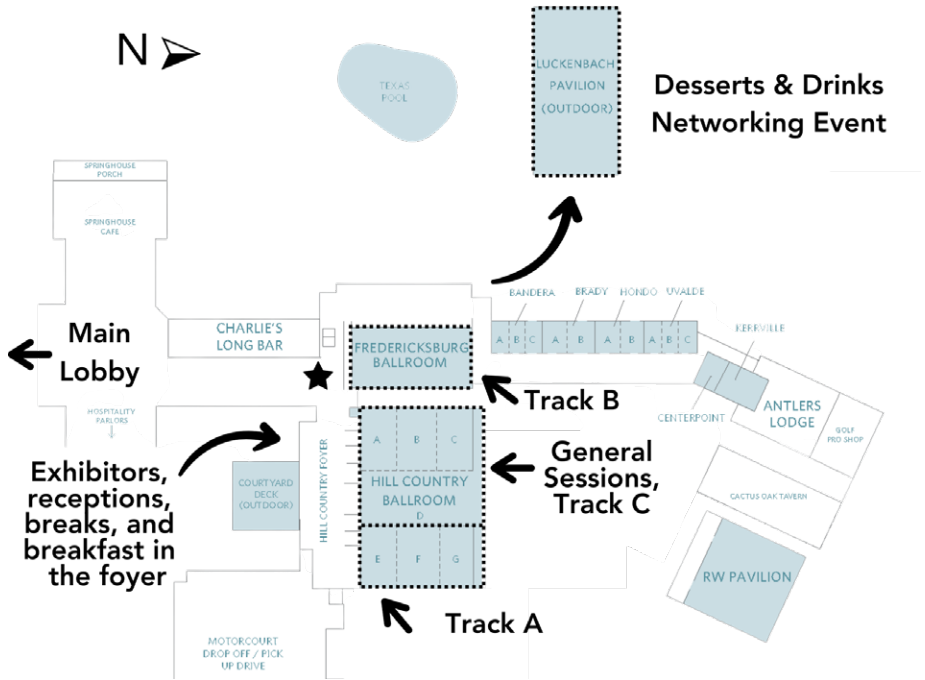 N
TEXAS
POOL
LUCKENBACH
PAVILION
(OUTDOOR)
Desserts & Drinks
Networking Event
SPRINGHOUSE
PORCH
SPRINGHOUSE
CAFE
Main
Lobby
CHARLIE'S
LONG BAR
HOSPITALITY
PARLORS
FREDERICKSBURG
BALLROOM
Track B
BANDERA
BRADY
HONDO
UVALDE
A B C A B A B A B C
KERRVILLE
CENTERPOINT
ANTLERS
LODGE
GOLF
PRO SHOP
CACTUS OAK TAVERN
RW PAVILION
Exhibitors,
receptions,
breaks, and
breakfast in
the foyer
COURTYARD
DECK
(OUTDOOR)
HILL COUNTRY FOYER
A B C
HILL COUNTRY
BALLROOM
D
E F G
General
Sessions,
Track C
Track A
MOTORCOURT
DROP OFF / PICK
UP DRIVE